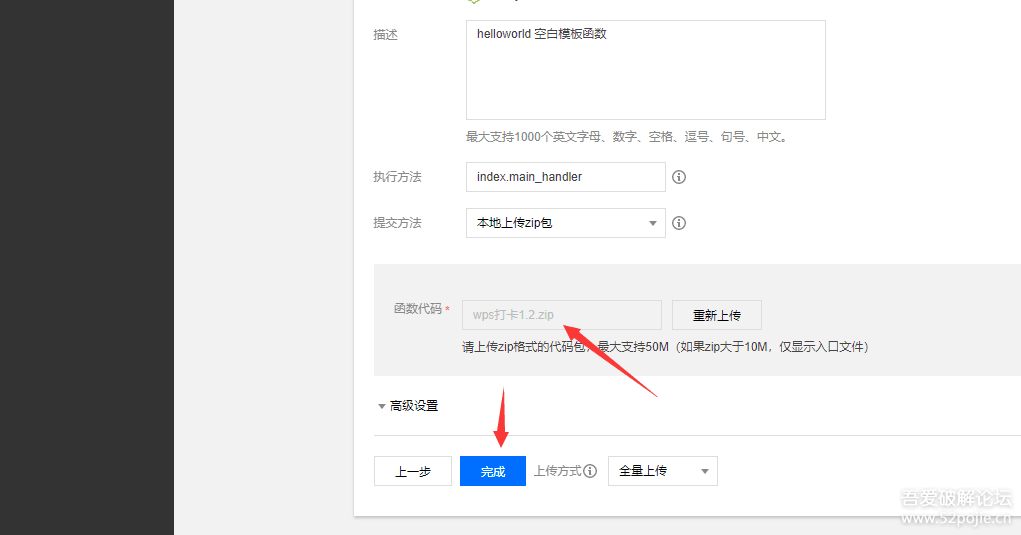 描述
helloworld 空白模板函数
最大支持1000个英文字母、数字、空格、逗号、句号、中文。
执行方法
index.main_handler
提交方法
本地上传zip包
函数代码 *
wps打卡1.2.zip
重新上传
请上传zip格式的代码包，最大支持50M（如果zip大于10M，仅显示入口文件）
高级设置
上一步
完成
上传方式
全量上传
吾爱破解论坛
www.52pojie.cn